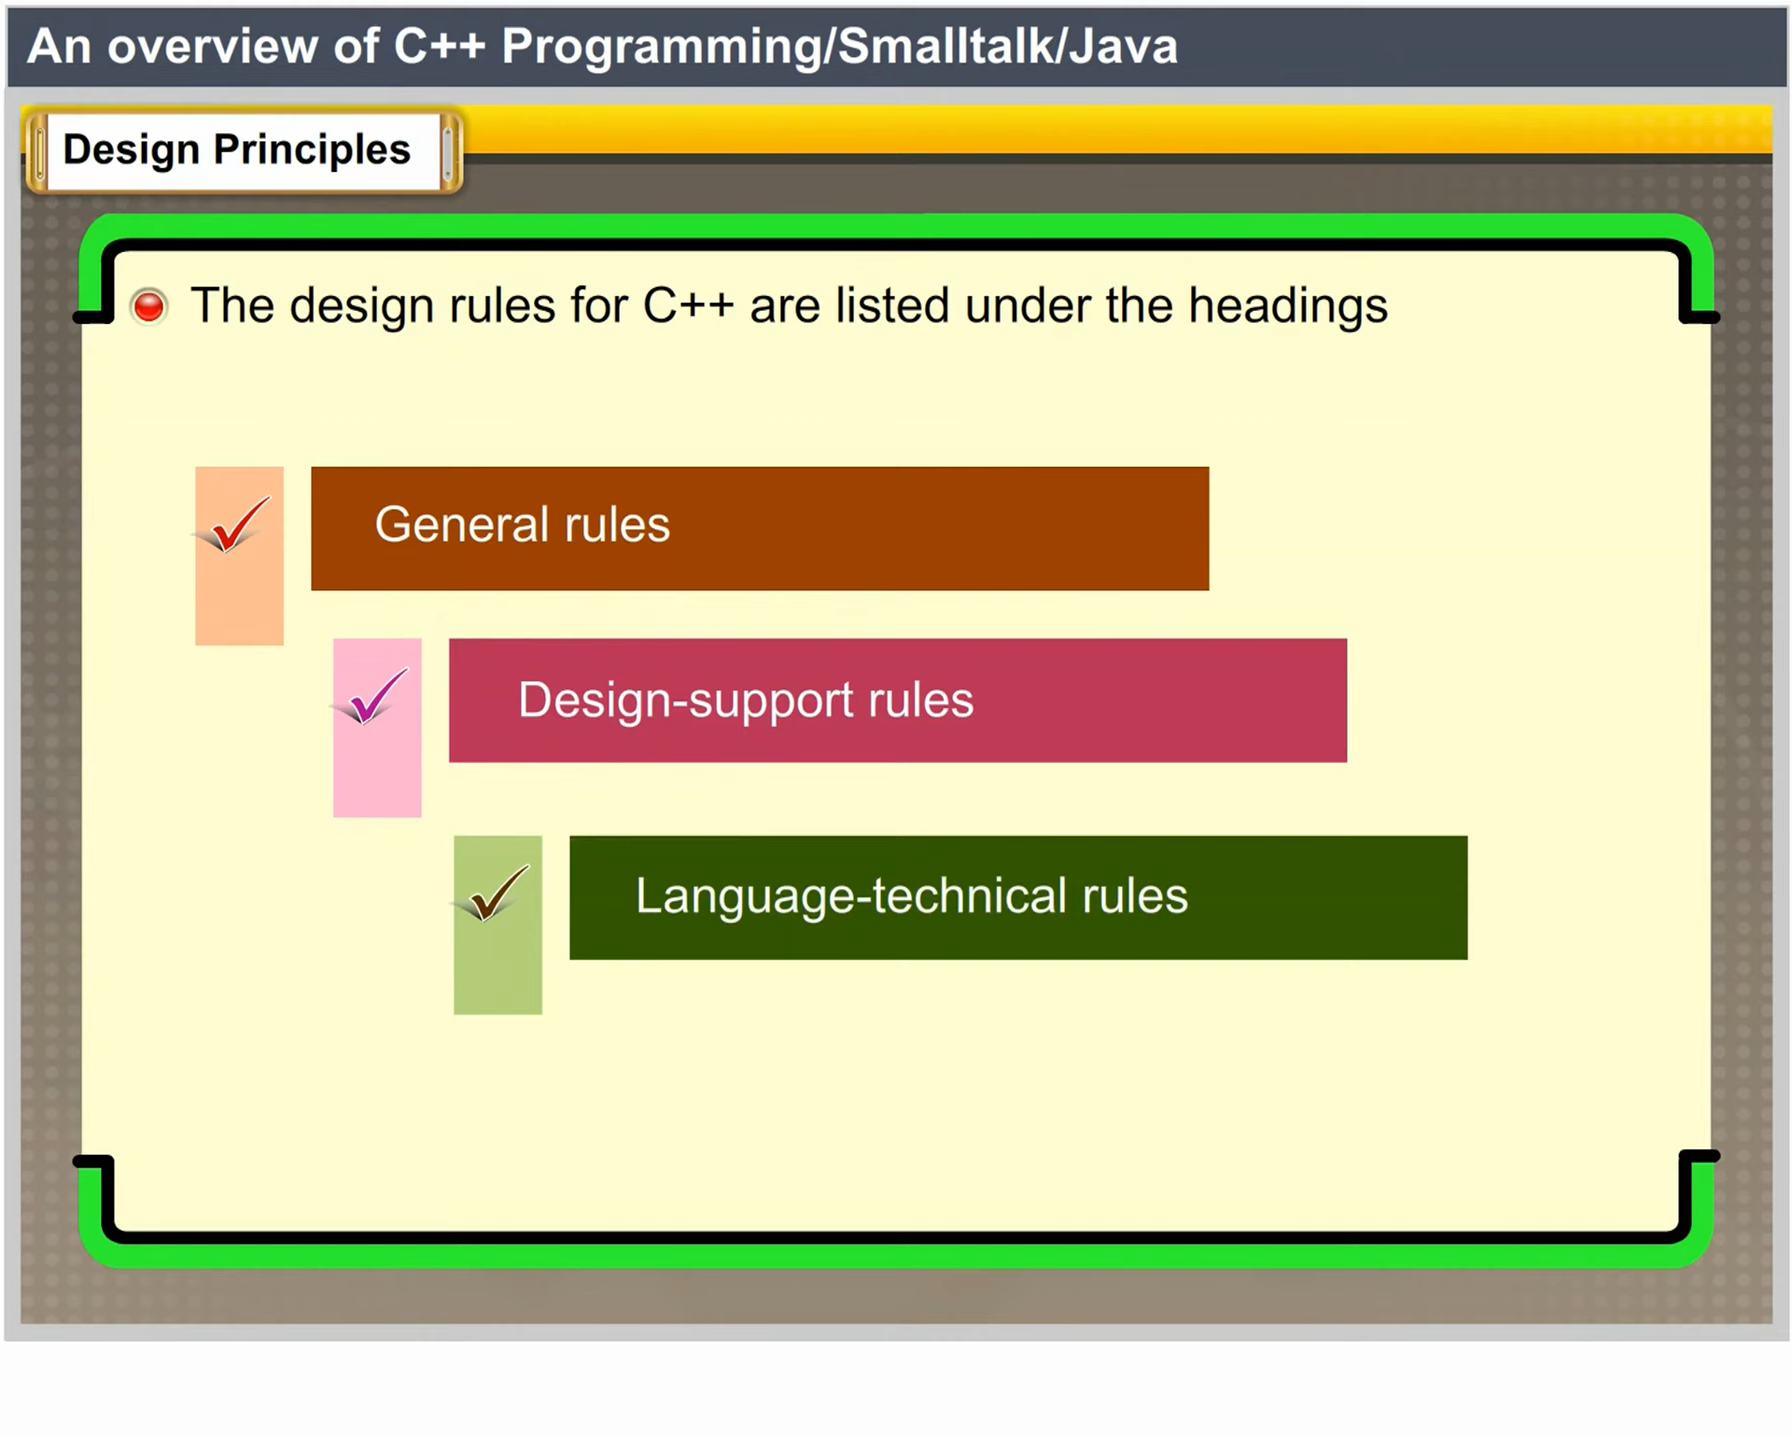 An overview of C++ Programming/Smalltalk/Java
Design Principles
The design rules for C++ are listed under the headings
General rules
Design-support rules
Language-technical rules